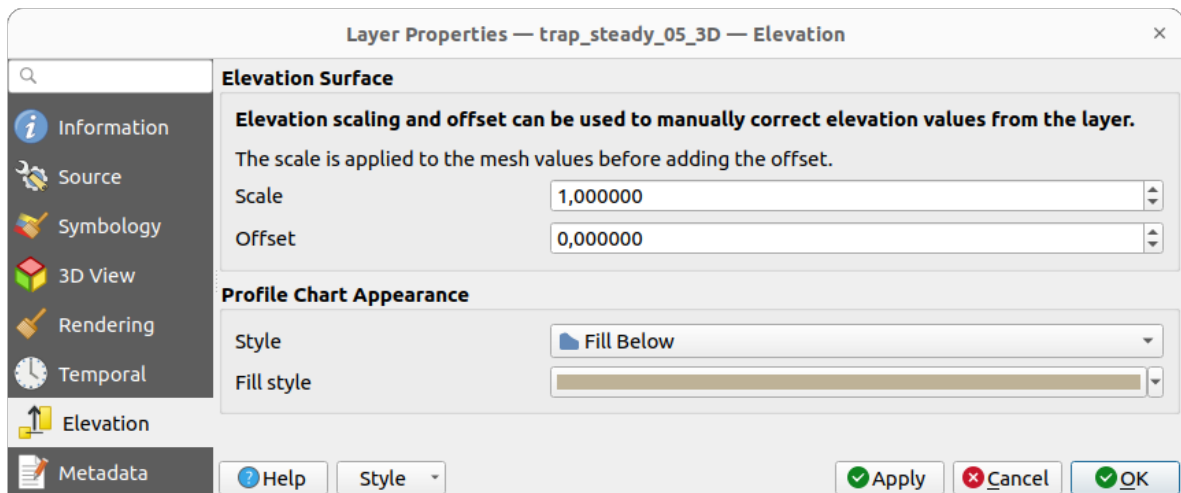 Layer Properties — trap_steady_05_3D — Elevation
Information
Source
Symbology
3D View
Rendering
Temporal
Elevation
Metadata
Elevation Surface
Elevation scaling and offset can be used to manually correct elevation values from the layer.
The scale is applied to the mesh values before adding the offset.
Scale 1,000000
Offset 0,000000
Profile Chart Appearance
Style Fill Below
Fill style
Help Style Apply Cancel OK